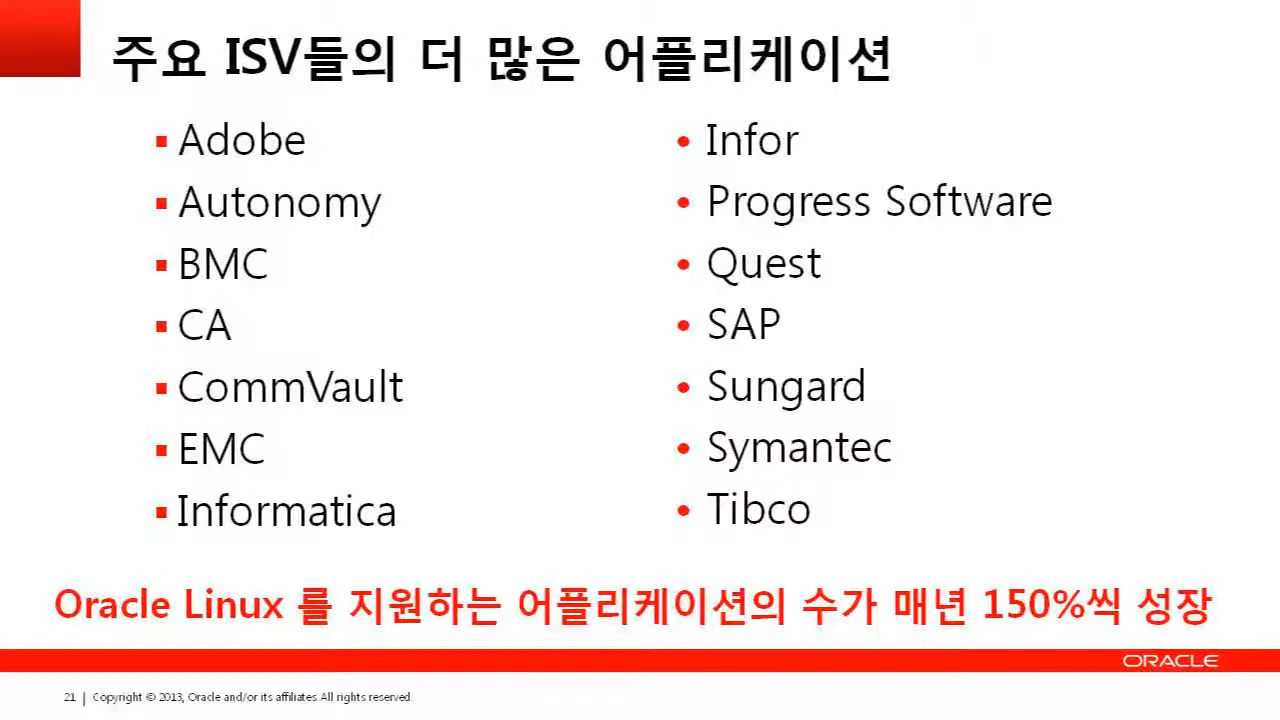 주요 ISV들의 더 많은 어플리케이션
▪ Adobe
▪ Autonomy
▪ BMC
▪ CA
▪ CommVault
▪ EMC
▪ Informatica
• Infor
• Progress Software
• Quest
• SAP
• Sungard
• Symantec
• Tibco
Oracle Linux 를 지원하는 어플리케이션의 수가 매년 150%씩 성장
ORACLE
21 | Copyright © 2013, Oracle and/or its affiliates. All rights reserved.